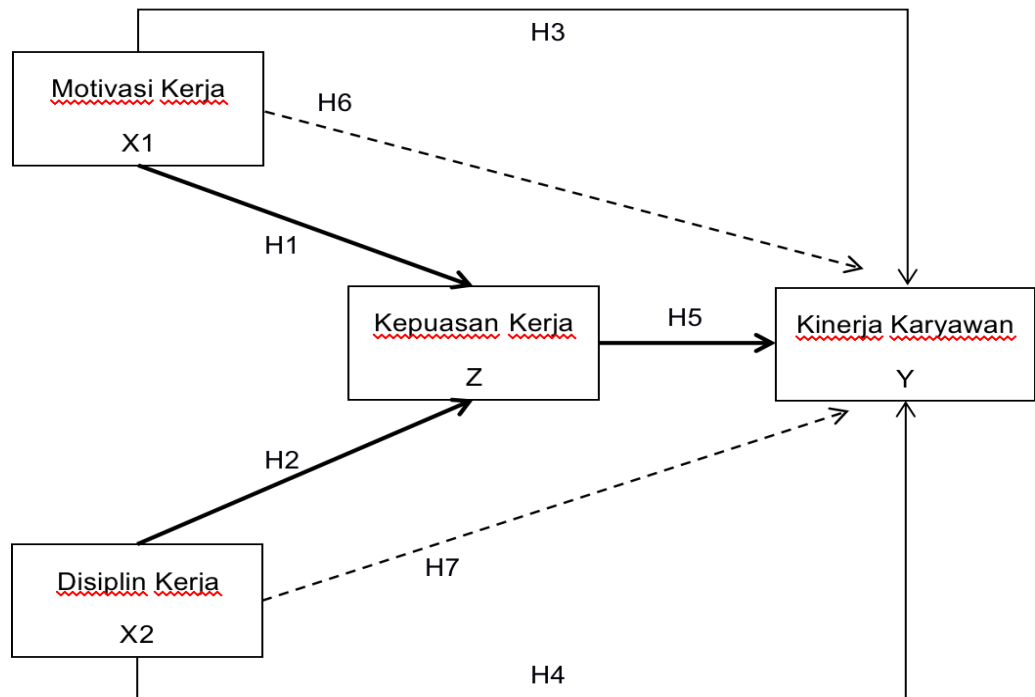 H3
Motivasi Kerja
X1
H6
H1
Kepuasan Kerja
Z
H5
Kinerja Karyawan
Y
H2
Disiplin Kerja
X2
H7
H4